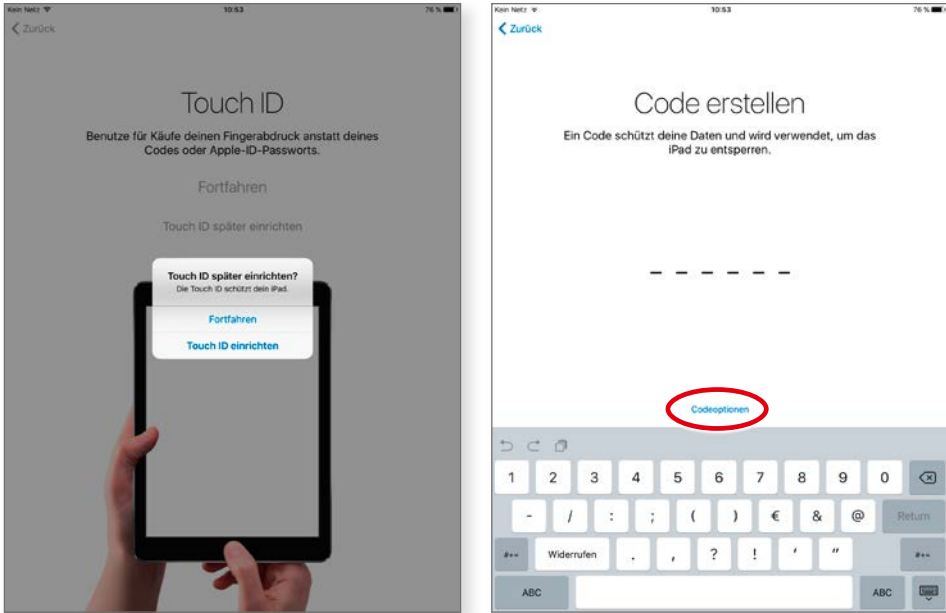 Kein Netz 10:53 76 %
Zurück
Touch ID
Benutze für Käufe deinen Fingerabdruck anstatt deines
Codes oder Apple-ID-Passworts.
Fortfahren
Touch ID später einrichten
Touch ID später einrichten?
Die Touch ID schützt dein iPad.
Fortfahren
Touch ID einrichten
Kein Netz 10:53 76 %
Zurück
Code erstellen
Ein Code schützt deine Daten und wird verwendet, um das
iPad zu entsperren.
Codeoptionen
1 2 3 4 5 6 7 8 9 0
- / : ; ( ) € & @ Return
#+= Widerrufen . , ? ! ' " #+=
ABC ABC